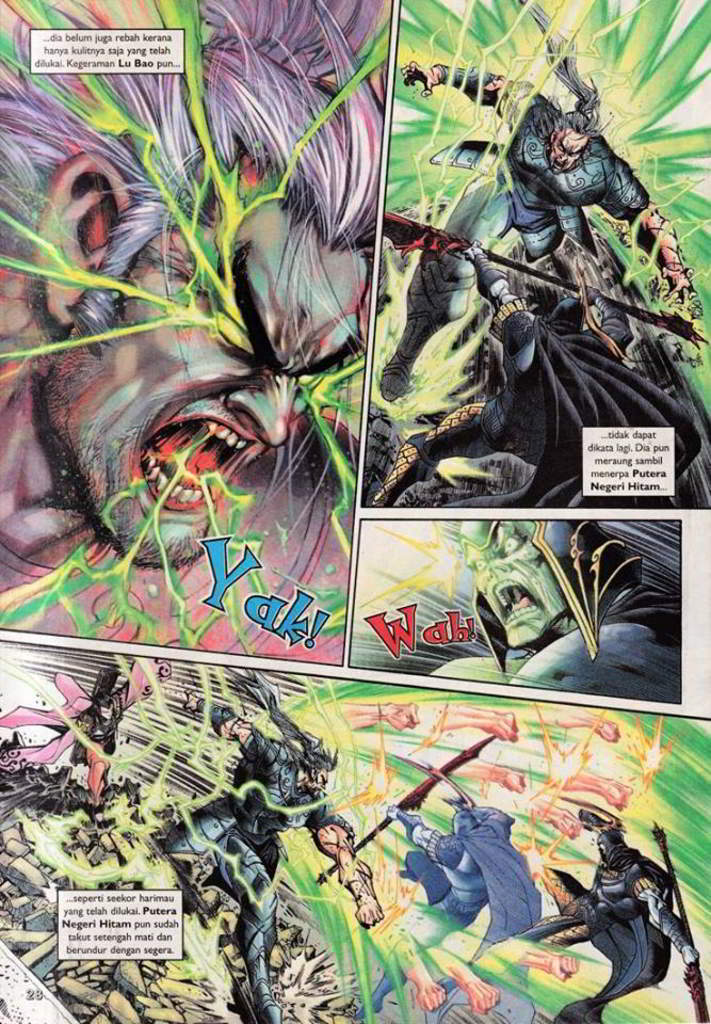 ...dia belum juga rebah kerana
hanya kulitnya saja yang telah
dilukai. Kegeraman Lu Bao pun...
...tidak dapat
dikata lagi. Dia pun
meraung sambil
menerpa Putera
Negeri Hitam...
Yak!
Wah!
...seperti seekor harimau
yang telah dilukai. Putera
Negeri Hitam pun sudah
takut setengah mati dan
berundur dengan segera.
28